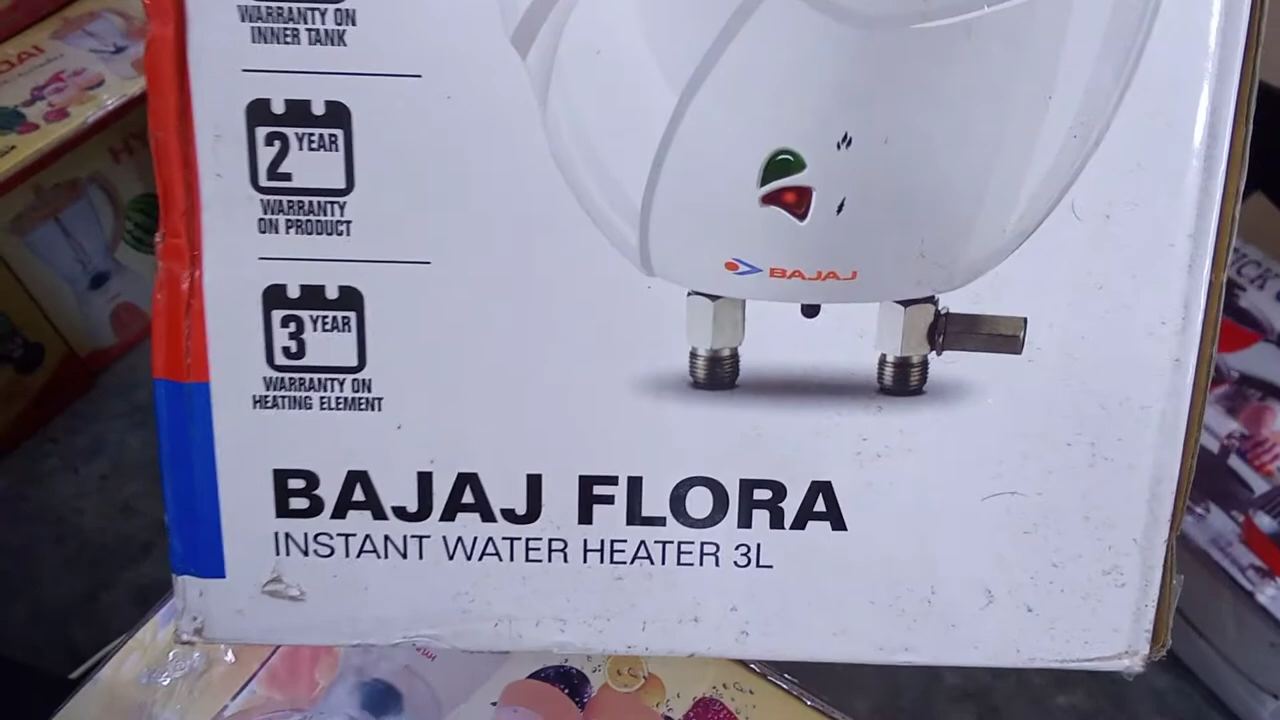 WARRANTY ON
INNER TANK
2 YEAR
WARRANTY
ON PRODUCT
3 YEAR
WARRANTY ON
HEATING ELEMENT
BAJAJ
BAJAJ FLORA
INSTANT WATER HEATER 3L